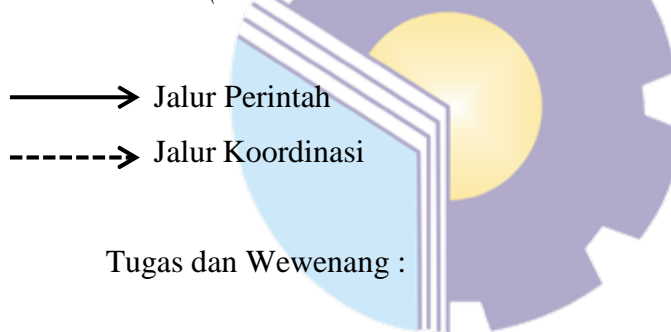 Jalur Perintah
Jalur Koordinasi
Tugas dan Wewenang :